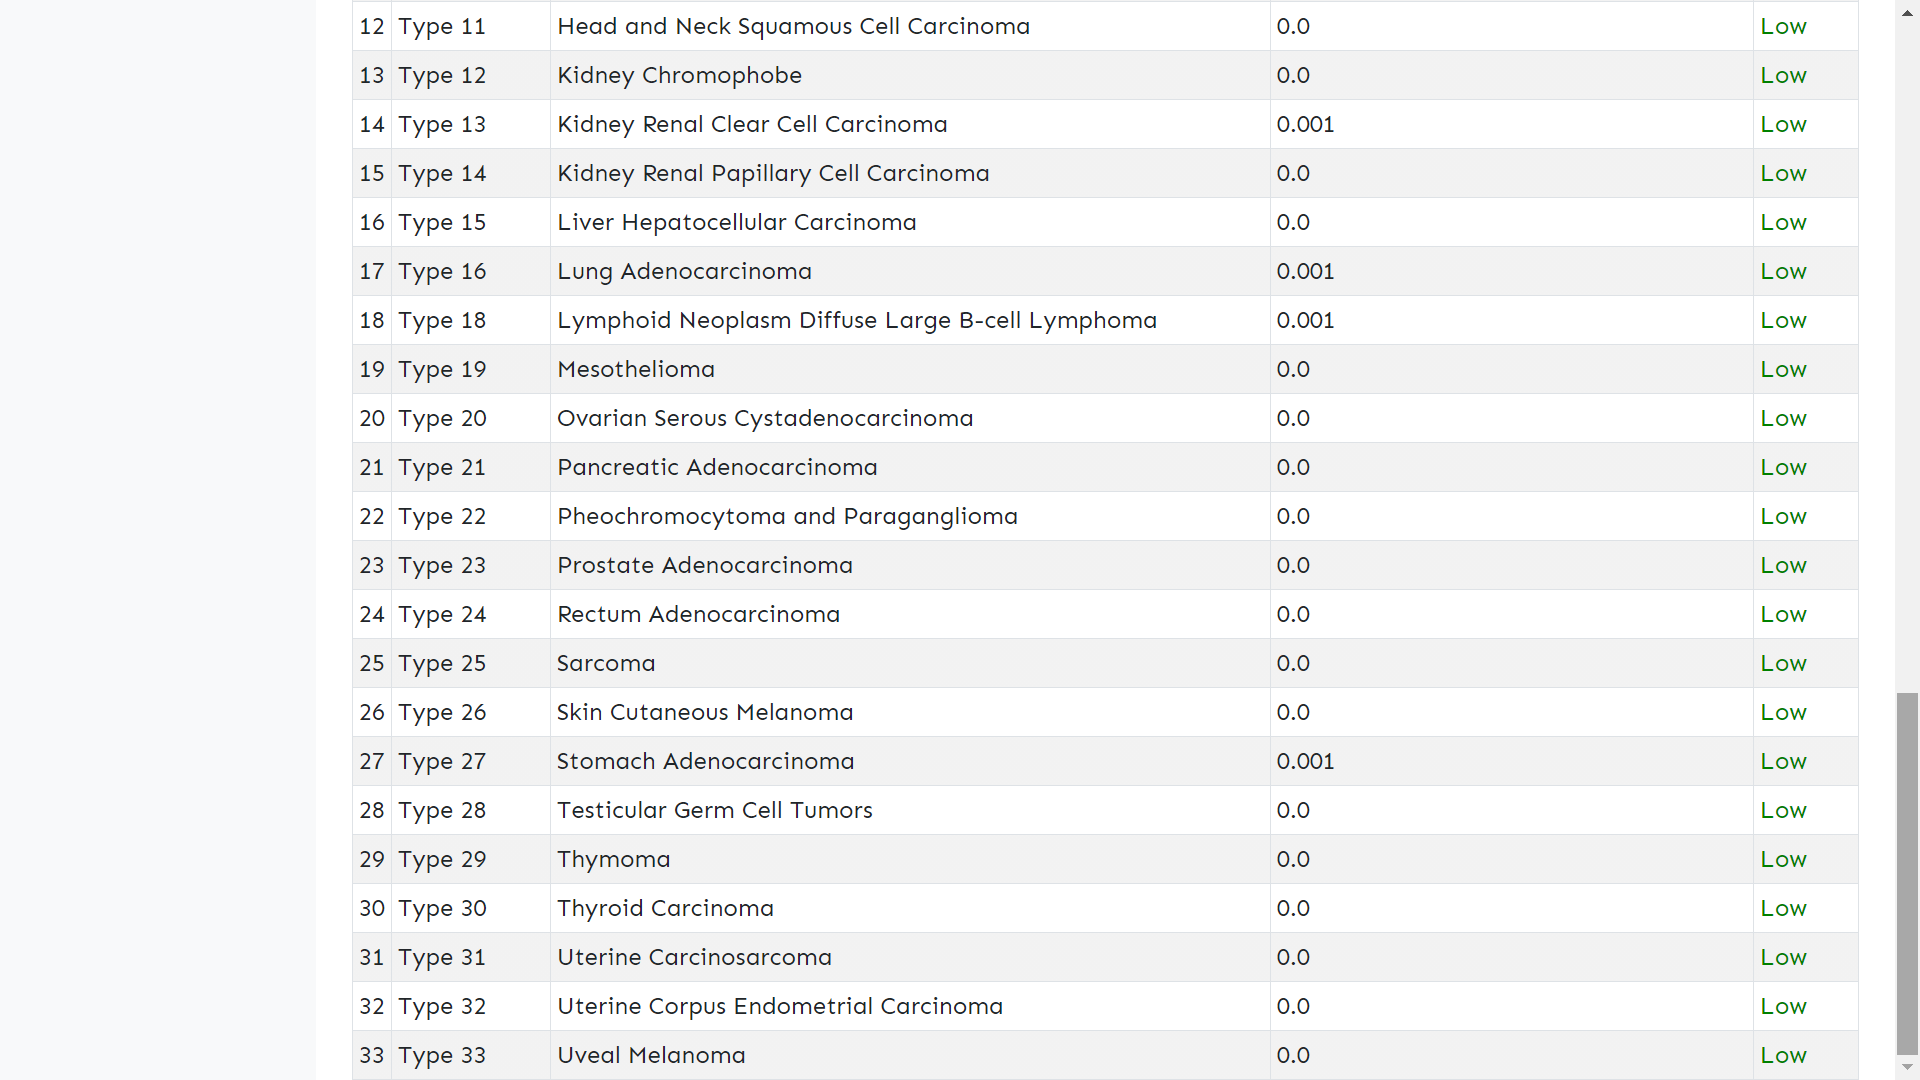 12 Type 11 Head and Neck Squamous Cell Carcinoma 0.0 Low
13 Type 12 Kidney Chromophobe 0.0 Low
14 Type 13 Kidney Renal Clear Cell Carcinoma 0.001 Low
15 Type 14 Kidney Renal Papillary Cell Carcinoma 0.0 Low
16 Type 15 Liver Hepatocellular Carcinoma 0.0 Low
17 Type 16 Lung Adenocarcinoma 0.001 Low
18 Type 18 Lymphoid Neoplasm Diffuse Large B-cell Lymphoma 0.001 Low
19 Type 19 Mesothelioma 0.0 Low
20 Type 20 Ovarian Serous Cystadenocarcinoma 0.0 Low
21 Type 21 Pancreatic Adenocarcinoma 0.0 Low
22 Type 22 Pheochromocytoma and Paraganglioma 0.0 Low
23 Type 23 Prostate Adenocarcinoma 0.0 Low
24 Type 24 Rectum Adenocarcinoma 0.0 Low
25 Type 25 Sarcoma 0.0 Low
26 Type 26 Skin Cutaneous Melanoma 0.0 Low
27 Type 27 Stomach Adenocarcinoma 0.001 Low
28 Type 28 Testicular Germ Cell Tumors 0.0 Low
29 Type 29 Thymoma 0.0 Low
30 Type 30 Thyroid Carcinoma 0.0 Low
31 Type 31 Uterine Carcinosarcoma 0.0 Low
32 Type 32 Uterine Corpus Endometrial Carcinoma 0.0 Low
33 Type 33 Uveal Melanoma 0.0 Low